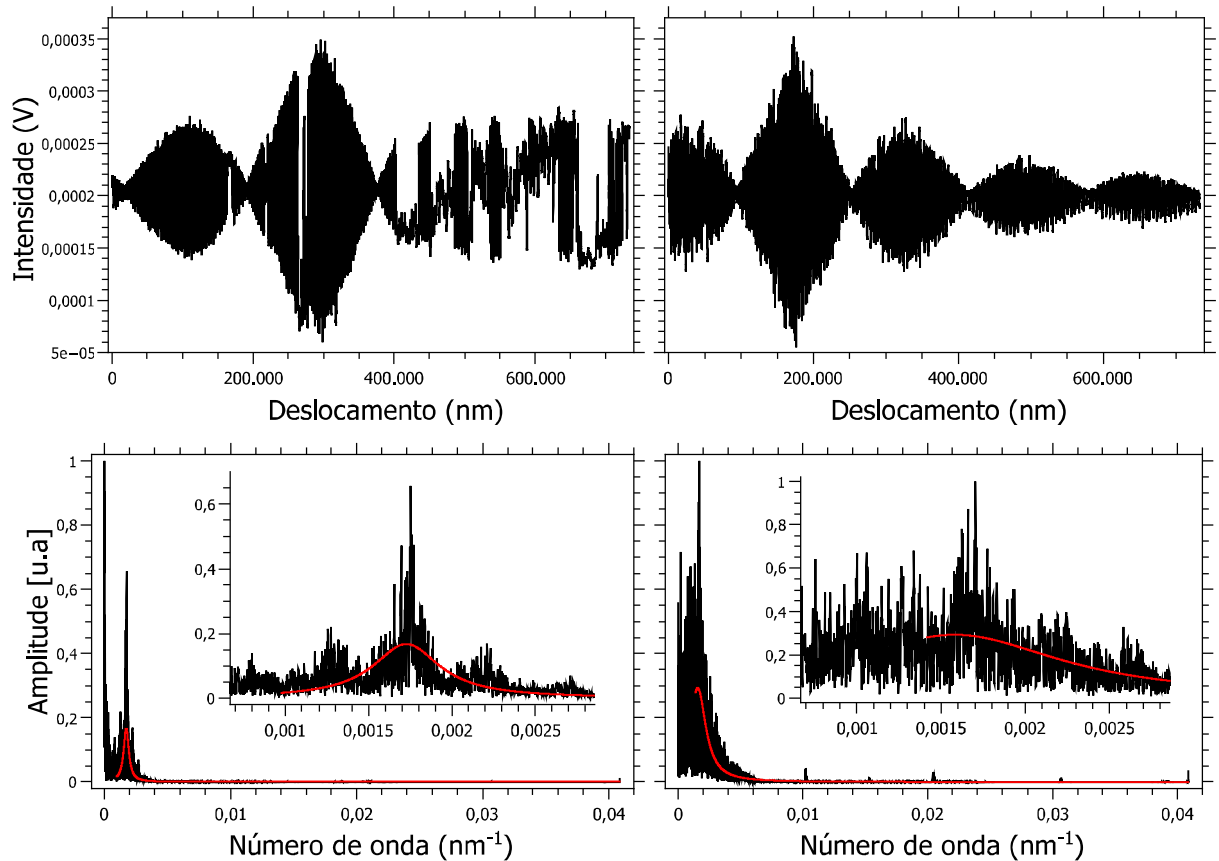 0,00035
0,0003
0,00025
0,0002
0,00015
0,0001
5e−05
Intensidade (V)
0 200.000 400.000 600.000
Deslocamento (nm)
0 200.000 400.000 600.000
Deslocamento (nm)
1
0,8
0,6
0,4
0,2
0
Amplitude [u.a]
0,6
0,4
0,2
0
0,001 0,0015 0,002 0,0025
0 0,01 0,02 0,03 0,04
Número de onda (nm⁻¹)
1
0,8
0,6
0,4
0,2
0
0,001 0,0015 0,002 0,0025
0 0,01 0,02 0,03 0,04
Número de onda (nm⁻¹)